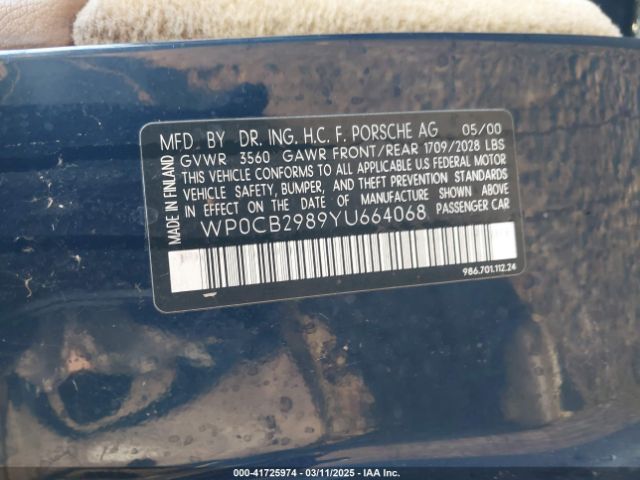 MFD. BY DR. ING. H.C. F. PORSCHE AG 05/00
GVWR 3560 GAWR FRONT/REAR 1709/2028 LBS
THIS VEHICLE CONFORMS TO ALL APPLICABLE U.S FEDERAL MOTOR
VEHICLE SAFETY, BUMPER, AND THEFT PREVENTION STANDARDS
IN EFFECT ON THE DATE OF MANUFACTURE SHOWN ABOVE
WP0CB2989YU664068 PASSENGER CAR
MADE IN FINLAND
986.701.112.24
000-41725974 - 03/11/2025 - IAA Inc.